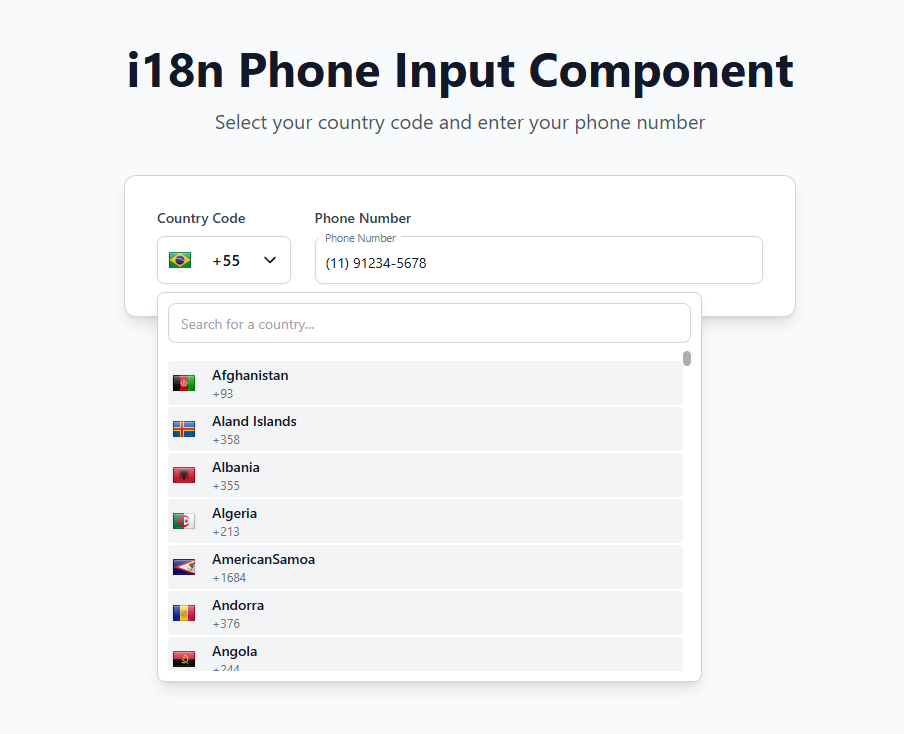 i18n Phone Input Component
Select your country code and enter your phone number
Country Code
Phone Number
+55
Phone Number
(11) 91234-5678
Search for a country...
Afghanistan
+93
Aland Islands
+358
Albania
+355
Algeria
+213
AmericanSamoa
+1684
Andorra
+376
Angola
+244